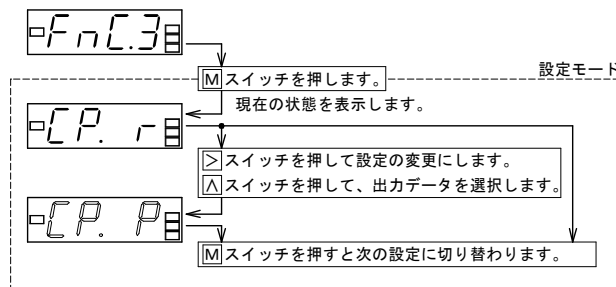 FnC.3
設定モード
Mスイッチを押します。
現在の状態を表示します。
CP. r
>スイッチを押して設定の変更にします。
∧スイッチを押して、出力データを選択します。
CP. P
Mスイッチを押すと次の設定に切り替わります。